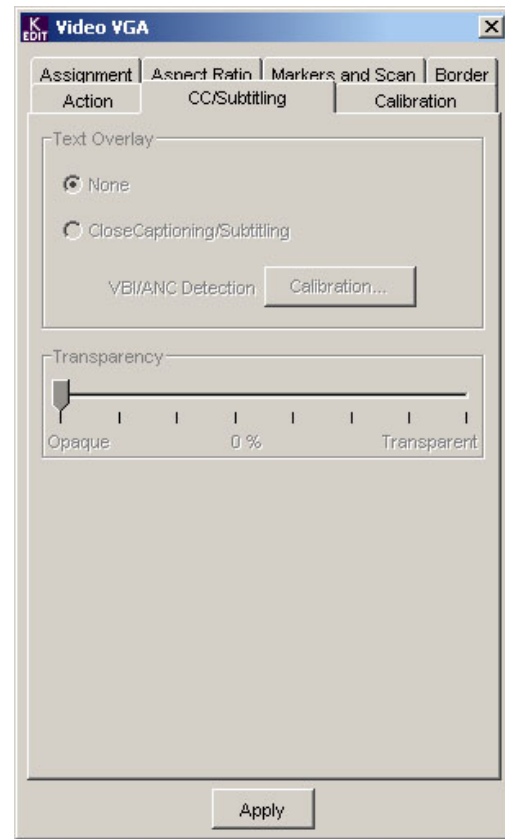 K EDIT Video VGA
Assignment Aspect Ratio Markers and Scan Border
Action CC/Subtitling Calibration
Text Overlay
None
CloseCaptioning/Subtitling
VBI/ANC Detection Calibration...
Transparency
Opaque 0 % Transparent
Apply